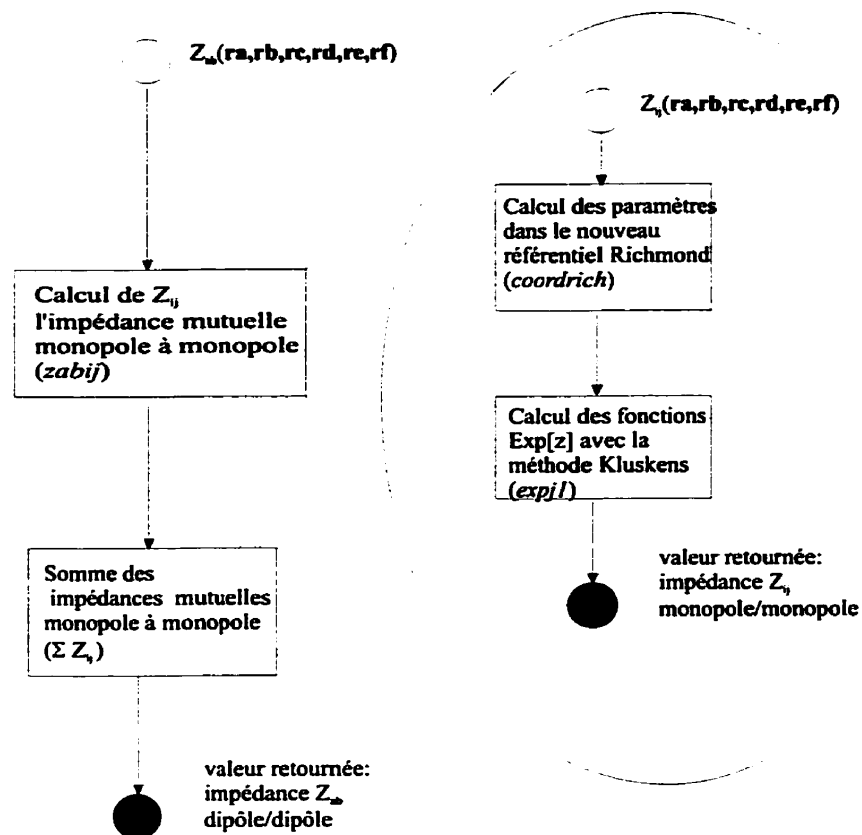 Z_ab(ra,rb,rc,rd,re,rf)
Calcul de Z_ij
l'impédance mutuelle
monopole à monopole
(zabij)
Somme des
impédances mutuelles
monopole à monopole
(Σ Z_ij)
valeur retournée:
impédance Z_ab
dipôle/dipôle
Z_ij(ra,rb,rc,rd,re,rf)
Calcul des paramètres
dans le nouveau
référentiel Richmond
(coordrich)
Calcul des fonctions
Exp[z] avec la
méthode Kluskens
(expj1)
valeur retournée:
impédance Z_ij
monopole/monopole